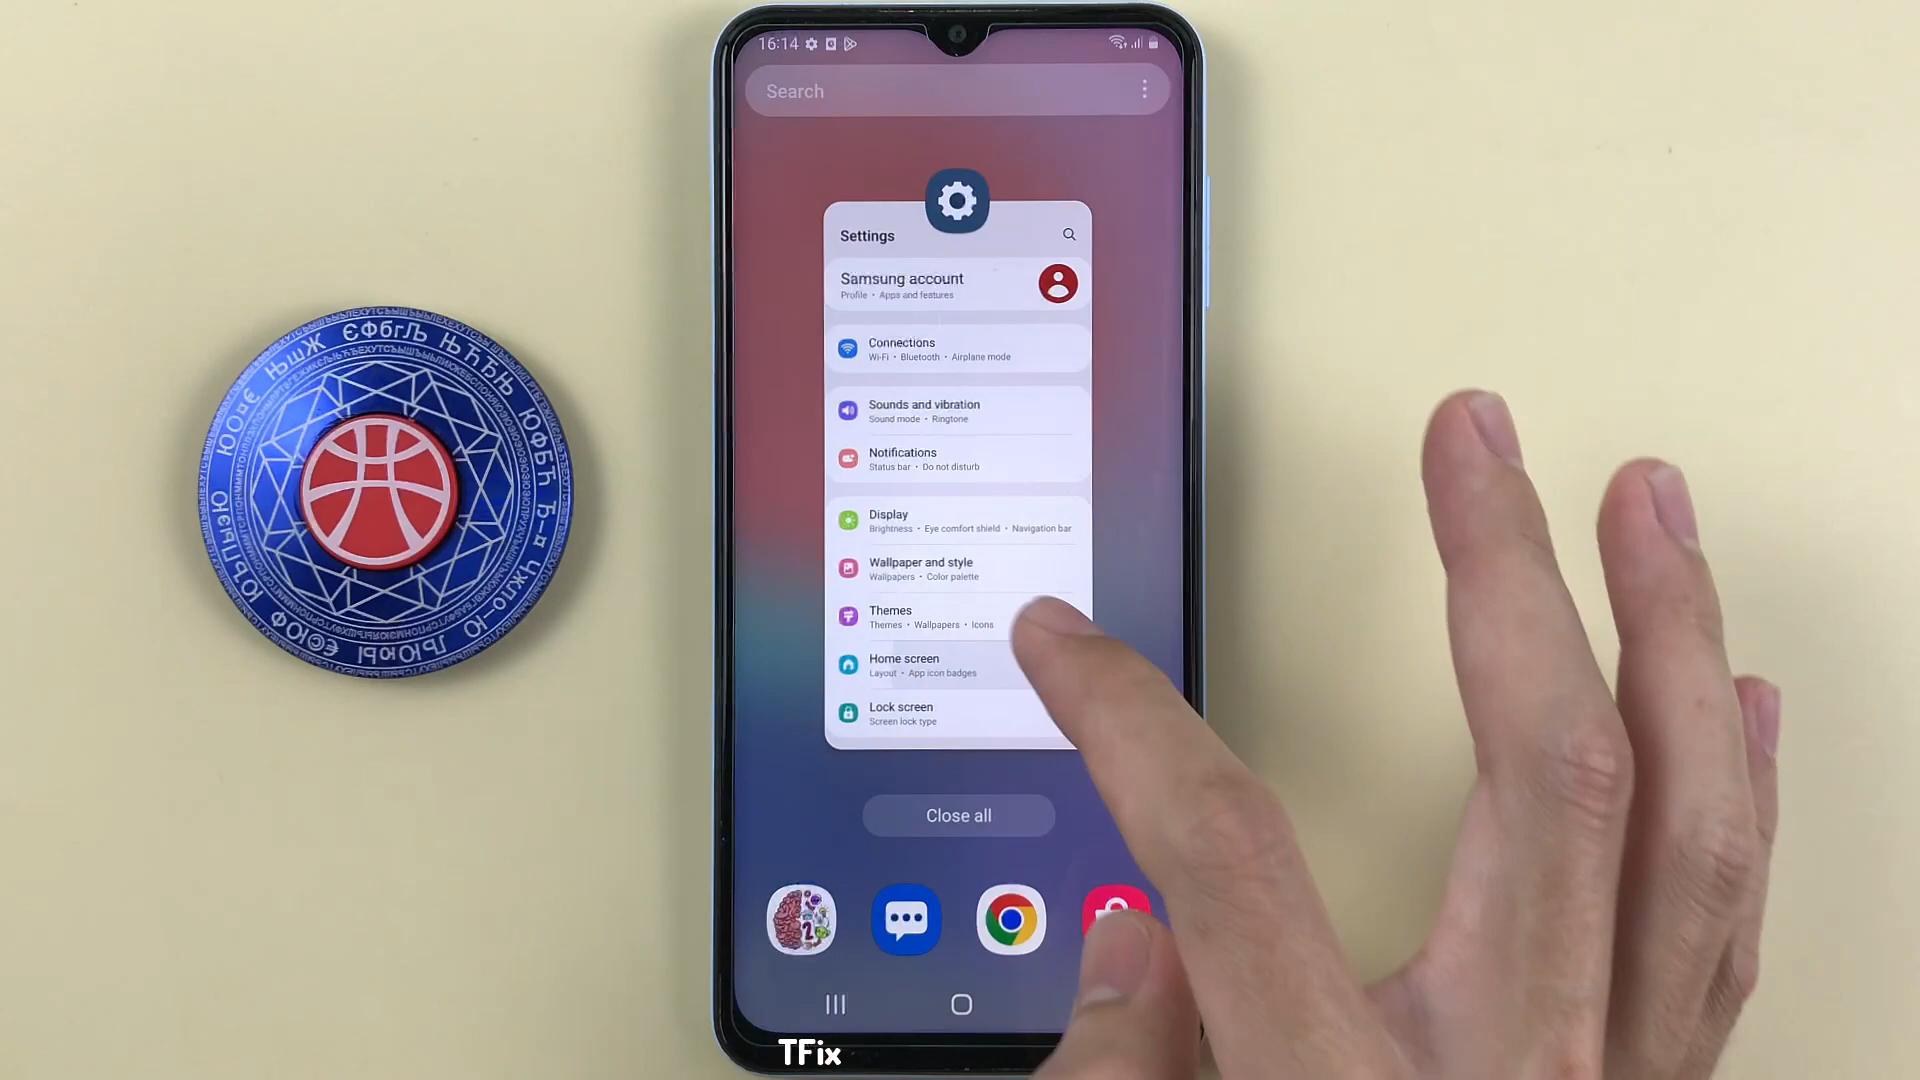 16:14
Search
Settings
Samsung account
Profile • Apps and features
Connections
Wi-Fi • Bluetooth • Airplane mode
Sounds and vibration
Sound mode • Ringtone
Notifications
Status bar • Do not disturb
Display
Brightness • Eye comfort shield • Navigation bar
Wallpaper and style
Wallpapers • Color palette
Themes
Themes • Wallpapers • Icons
Home screen
Layout • App icon badges
Lock screen
Screen lock type
Close all
2
TFix